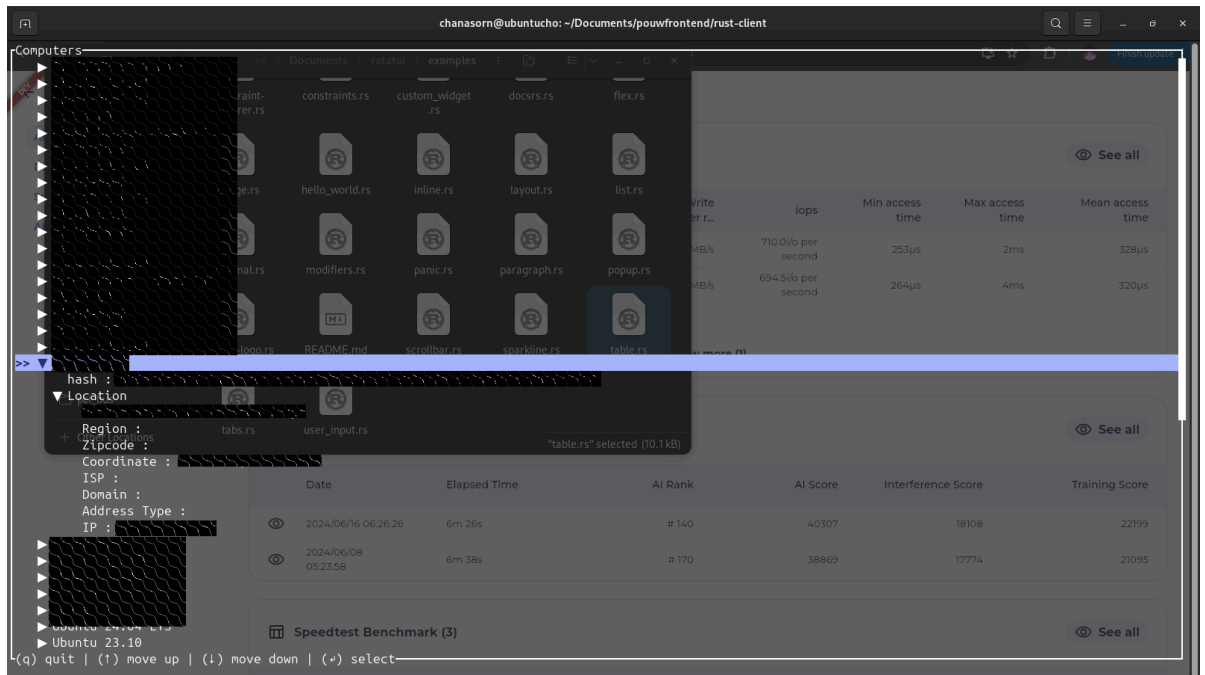 chanasorn@ubuntucho: ~/Documents/pouwfrontend/rust-client
Computers
Finish update
Documents / ratatui / examples
constraints.rs custom_widget.rs docsrs.rs flex.rs
hello_world.rs inline.rs layout.rs list.rs
modifiers.rs panic.rs paragraph.rs popup.rs
README.md scrollbar.rs sparkline.rs table.rs
tabs.rs user_input.rs
Other Locations
"table.rs" selected (10.1 kB)
See all
iops Min access time Max access time Mean access time
MB/s 710.0i/o per second 253µs 2ms 328µs
MB/s 694.5i/o per second 264µs 4ms 320µs
>> ▼
hash :
▼ Location
Region :
Zipcode :
Coordinate :
ISP :
Domain :
Address Type :
IP :
See all
Date Elapsed Time AI Rank AI Score Interference Score Training Score
2024/06/16 06:26:26 6m 26s # 140 40307 18108 22199
2024/06/08 05:23:58 6m 38s # 170 38869 17774 21095
Speedtest Benchmark (3) See all
▶ Ubuntu 23.10
(q) quit | (↑) move up | (↓) move down | (↲) select